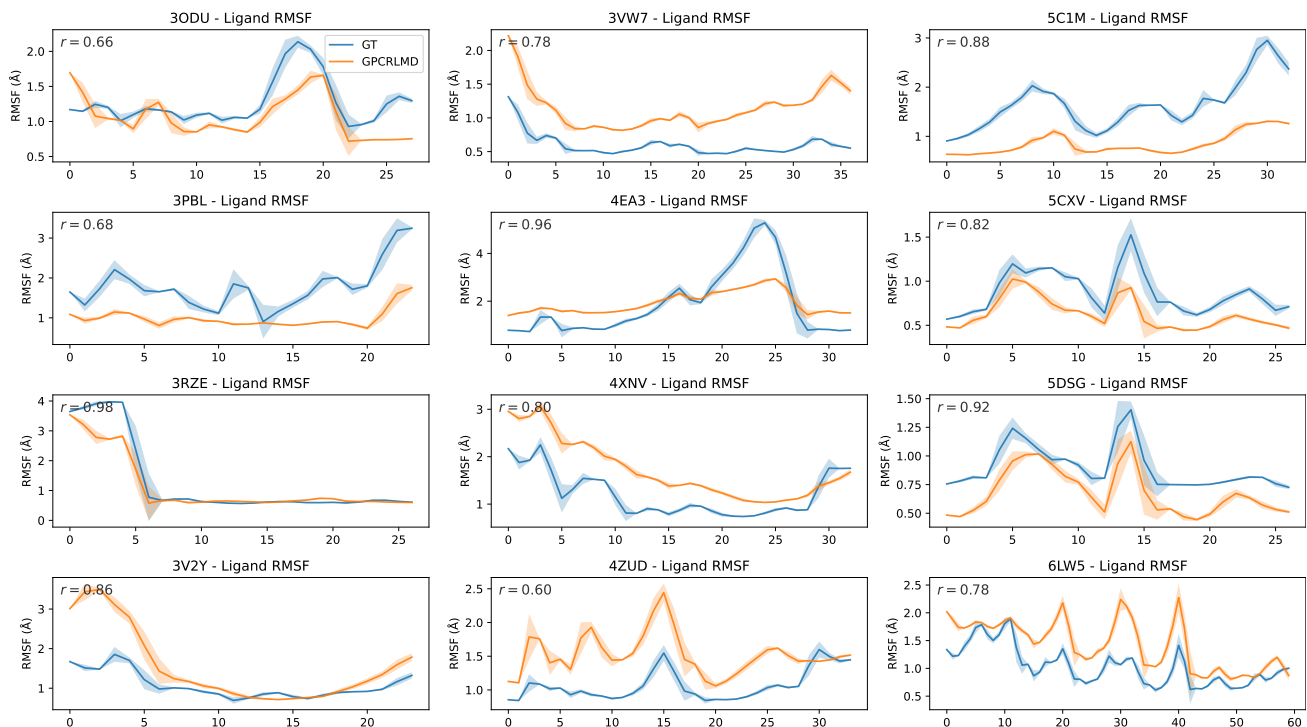 3ODU - Ligand RMSF
r = 0.66
GT
GPCRLMD
RMSF (Å)
2.0
1.5
1.0
0.5
0 5 10 15 20 25
3VW7 - Ligand RMSF
r = 0.78
RMSF (Å)
2.0
1.5
1.0
0.5
0 5 10 15 20 25 30 35
5C1M - Ligand RMSF
r = 0.88
RMSF (Å)
3
2
1
0 5 10 15 20 25 30
3PBL - Ligand RMSF
r = 0.68
RMSF (Å)
3
2
1
0 5 10 15 20
4EA3 - Ligand RMSF
r = 0.96
RMSF (Å)
4
2
0 5 10 15 20 25 30
5CXV - Ligand RMSF
r = 0.82
RMSF (Å)
1.5
1.0
0.5
0 5 10 15 20 25
3RZE - Ligand RMSF
r = 0.98
RMSF (Å)
4
3
2
1
0
0 5 10 15 20 25
4XNV - Ligand RMSF
r = 0.80
RMSF (Å)
3
2
1
0 5 10 15 20 25 30
5DSG - Ligand RMSF
r = 0.92
RMSF (Å)
1.50
1.25
1.00
0.75
0.50
0 5 10 15 20 25
3V2Y - Ligand RMSF
r = 0.86
RMSF (Å)
3
2
1
0 5 10 15 20
4ZUD - Ligand RMSF
r = 0.60
RMSF (Å)
2.5
2.0
1.5
1.0
0 5 10 15 20 25 30
6LW5 - Ligand RMSF
r = 0.78
RMSF (Å)
2.5
2.0
1.5
1.0
0.5
0 10 20 30 40 50 60